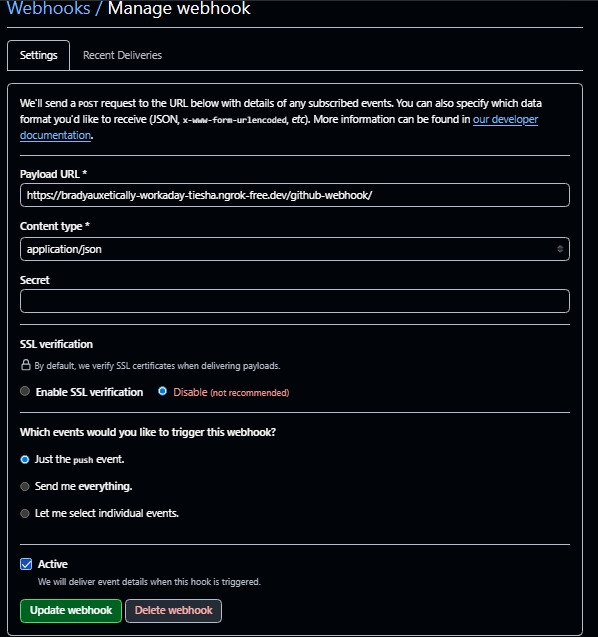 Webhooks / Manage webhook
Settings
Recent Deliveries
We'll send a POST request to the URL below with details of any subscribed events. You can also specify which data
format you'd like to receive (JSON, x-www-form-urlencoded, etc). More information can be found in our developer
documentation.
Payload URL *
https://bradyauxetically-workaday-tiesha.ngrok-free.dev/github-webhook/
Content type *
application/json
Secret
SSL verification
By default, we verify SSL certificates when delivering payloads.
Enable SSL verification
Disable (not recommended)
Which events would you like to trigger this webhook?
Just the push event.
Send me everything.
Let me select individual events.
Active
We will deliver event details when this hook is triggered.
Update webhook
Delete webhook